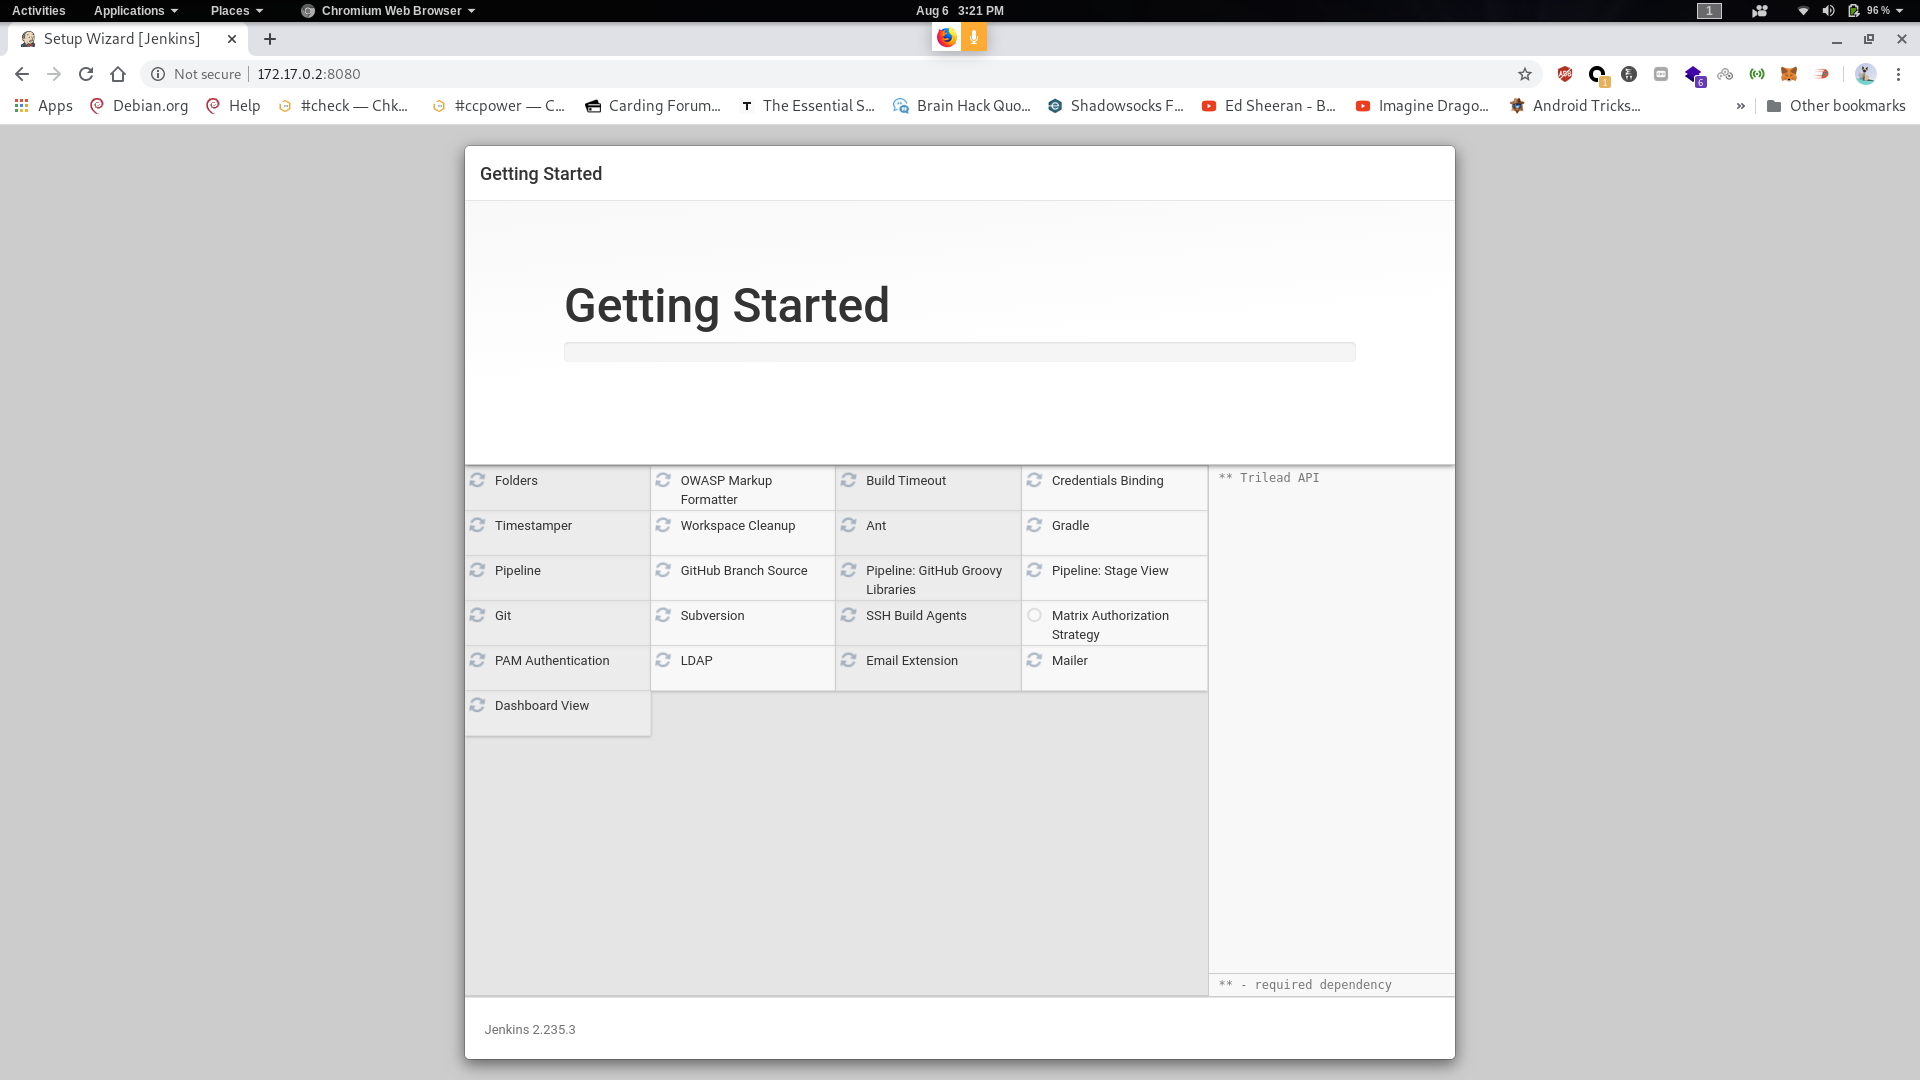 Activities Applications Places Chromium Web Browser Aug 6 3:21 PM 1 96 %
Setup Wizard [Jenkins]
Not secure 172.17.0.2:8080 1 6
Apps Debian.org Help #check — Chk... #ccpower — C... Carding Forum... T The Essential S... Brain Hack Quo... Shadowsocks F... Ed Sheeran - B... Imagine Drago... Android Tricks... » Other bookmarks
Getting Started
Getting Started
Folders OWASP Markup Formatter Build Timeout Credentials Binding ** Trilead API
Timestamper Workspace Cleanup Ant Gradle
Pipeline GitHub Branch Source Pipeline: GitHub Groovy Libraries Pipeline: Stage View
Git Subversion SSH Build Agents Matrix Authorization Strategy
PAM Authentication LDAP Email Extension Mailer
Dashboard View
** - required dependency
Jenkins 2.235.3